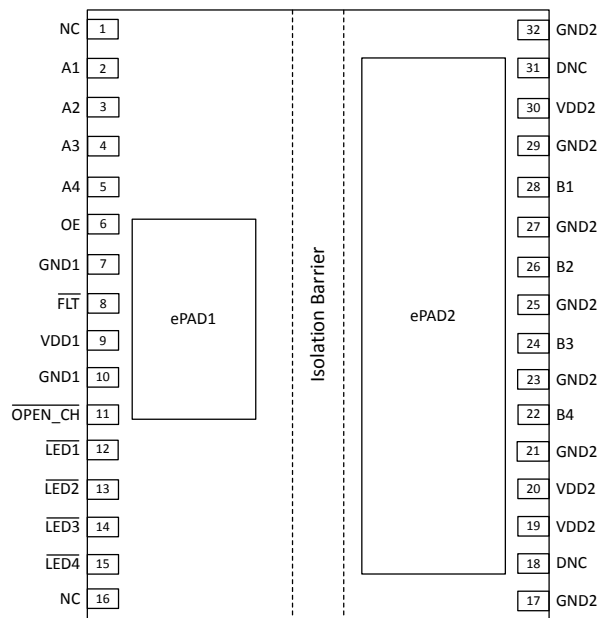 NC 1
A1 2
A2 3
A3 4
A4 5
OE 6
GND1 7
FLT 8
VDD1 9
GND1 10
OPEN_CH 11
LED1 12
LED2 13
LED3 14
LED4 15
NC 16
ePAD1
Isolation Barrier
ePAD2
32 GND2
31 DNC
30 VDD2
29 GND2
28 B1
27 GND2
26 B2
25 GND2
24 B3
23 GND2
22 B4
21 GND2
20 VDD2
19 VDD2
18 DNC
17 GND2